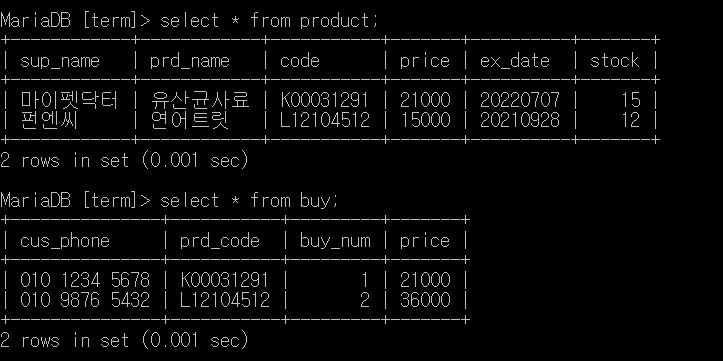 MariaDB [term]> select * from product;
+------------+------------+-----------+-------+----------+-------+
| sup_name | prd_name | code | price | ex_date | stock |
+------------+------------+-----------+-------+----------+-------+
| 마이펫닥터 | 유산균사료 | K00031291 | 21000 | 20220707 | 15 |
| 펀엔씨 | 연어트릿 | L12104512 | 15000 | 20210928 | 12 |
+------------+------------+-----------+-------+----------+-------+
2 rows in set (0.001 sec)
MariaDB [term]> select * from buy;
+---------------+-----------+---------+-------+
| cus_phone | prd_code | buy_num | price |
+---------------+-----------+---------+-------+
| 010 1234 5678 | K00031291 | 1 | 21000 |
| 010 9876 5432 | L12104512 | 2 | 36000 |
+---------------+-----------+---------+-------+
2 rows in set (0.001 sec)